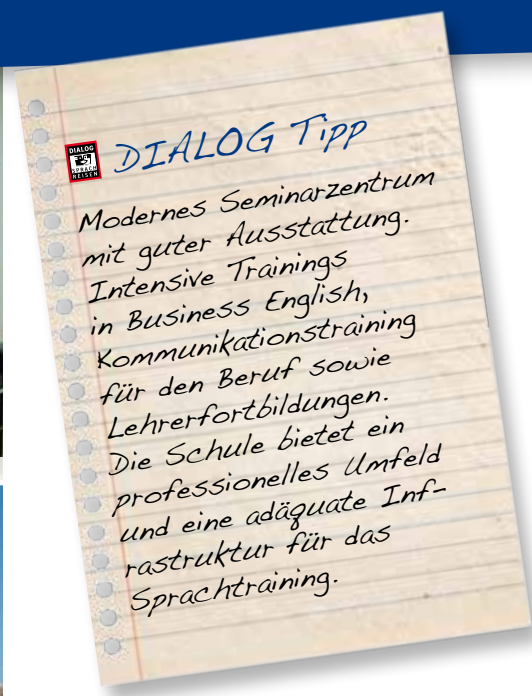 DIALOG
SPRACH
REISEN
DIALOG Tipp
Modernes Seminarzentrum
mit guter Ausstattung.
Intensive Trainings
in Business English,
Kommunikationstraining
für den Beruf sowie
Lehrerfortbildungen.
Die Schule bietet ein
professionelles Umfeld
und eine adäquate Inf-
rastruktur für das
Sprachtraining.